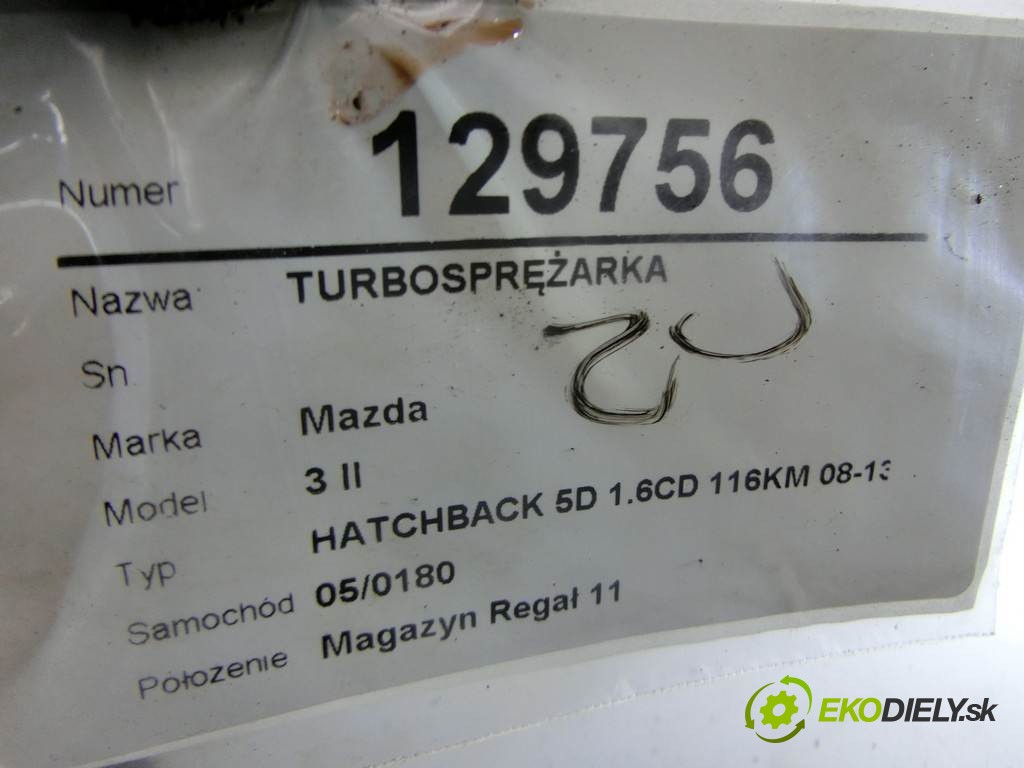 Numer 129756
Nazwa TURBOSPRĘŻARKA
Sn
Marka Mazda
Model 3 II
Typ HATCHBACK 5D 1.6CD 116KM 08-13
Samochód 05/0180
Położenie Magazyn Regał 11
EKODIELY.sk